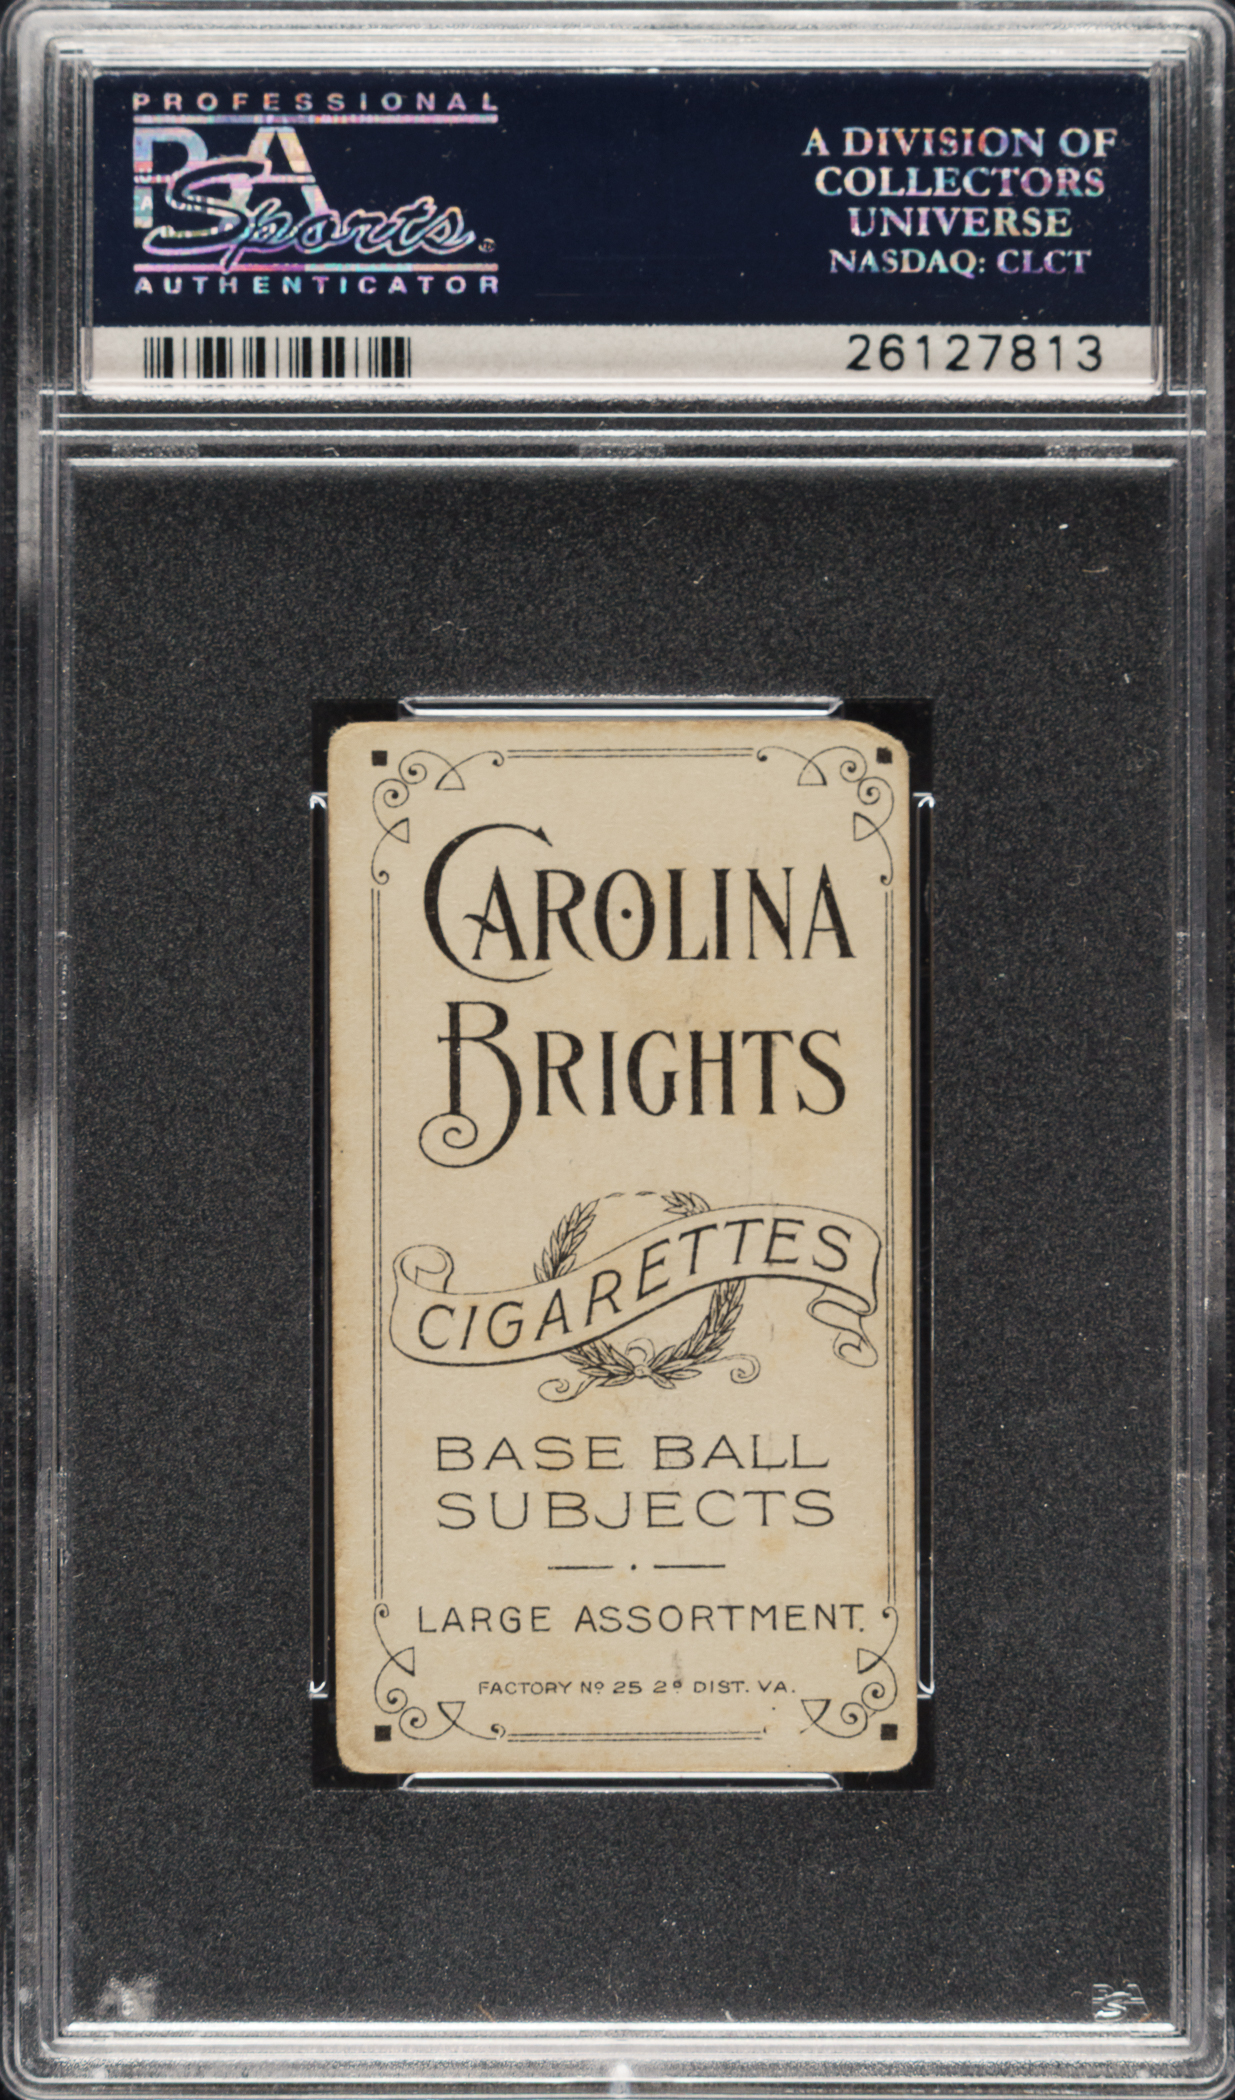 PROFESSIONAL
PSA
Sports®
AUTHENTICATOR
A DIVISION OF
COLLECTORS
UNIVERSE
NASDAQ: CLCT
26127813
CAROLINA
BRIGHTS
CIGARETTES
BASE BALL
SUBJECTS
LARGE ASSORTMENT.
FACTORY Nº 25 2ᴰ DIST. VA.
PSA